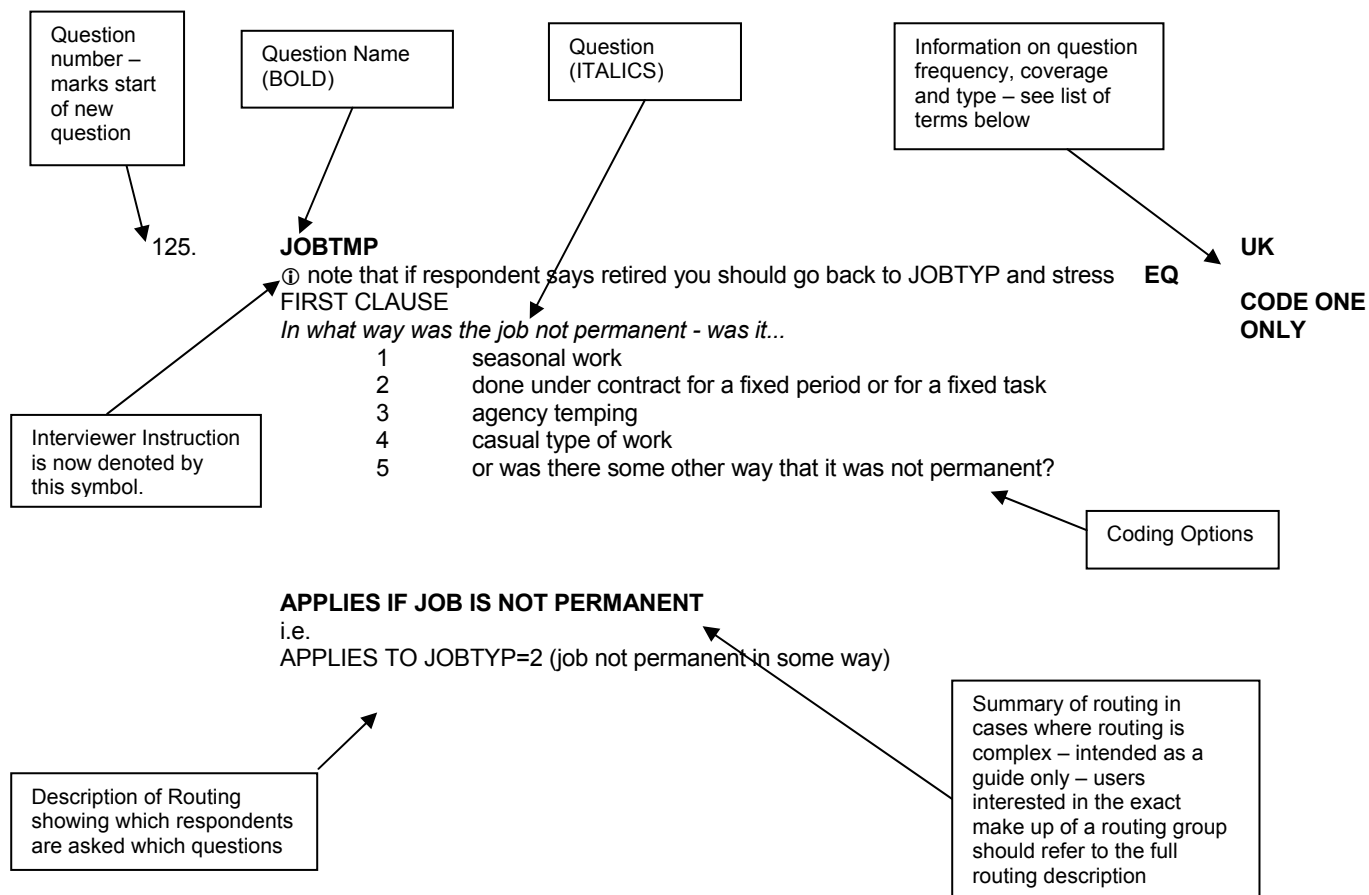 Question
number –
marks start
of new
question
Question Name
(BOLD)
Question
(ITALICS)
Information on question
frequency, coverage
and type – see list of
terms below
125.
JOBTMP
UK
ⓘ note that if respondent says retired you should go back to JOBTYP and stress EQ
FIRST CLAUSE
CODE ONE
ONLY
In what way was the job not permanent - was it...
1 seasonal work
2 done under contract for a fixed period or for a fixed task
3 agency temping
4 casual type of work
5 or was there some other way that it was not permanent?
Interviewer Instruction
is now denoted by
this symbol.
Coding Options
APPLIES IF JOB IS NOT PERMANENT
i.e.
APPLIES TO JOBTYP=2 (job not permanent in some way)
Description of Routing
showing which respondents
are asked which questions
Summary of routing in
cases where routing is
complex – intended as a
guide only – users
interested in the exact
make up of a routing group
should refer to the full
routing description